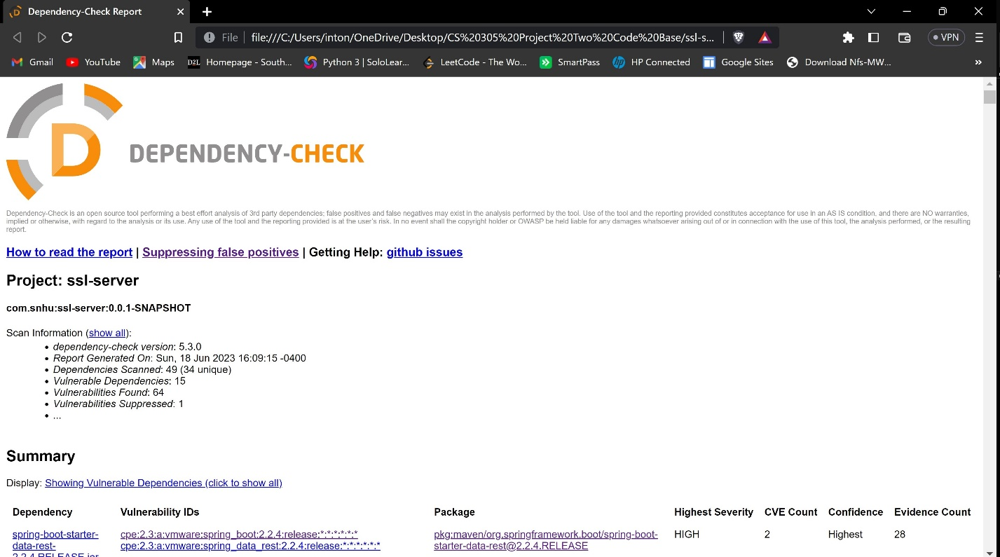 Dependency-Check Report
File file:///C:/Users/inton/OneDrive/Desktop/CS%20305%20Project%20Two%20Code%20Base/ssl-s... VPN
Gmail YouTube Maps D2L Homepage - South... Python 3 | SoloLear... LeetCode - The Wo... SmartPass hp HP Connected Google Sites Download Nfs-MW... »
D DEPENDENCY-CHECK
Dependency-Check is an open source tool performing a best effort analysis of 3rd party dependencies; false positives and false negatives may exist in the analysis performed by the tool. Use of the tool and the reporting provided constitutes acceptance for use in an AS IS condition, and there are NO warranties,
implied or otherwise, with regard to the analysis or its use. Any use of the tool and the reporting provided is at the user's risk. In no event shall the copyright holder or OWASP be held liable for any damages whatsoever arising out of or in connection with the use of this tool, the analysis performed, or the resulting
report.
How to read the report | Suppressing false positives | Getting Help: github issues
Project: ssl-server
com.snhu:ssl-server:0.0.1-SNAPSHOT
Scan Information (show all):
• dependency-check version: 5.3.0
• Report Generated On: Sun, 18 Jun 2023 16:09:15 -0400
• Dependencies Scanned: 49 (34 unique)
• Vulnerable Dependencies: 15
• Vulnerabilities Found: 64
• Vulnerabilities Suppressed: 1
• ...
Summary
Display: Showing Vulnerable Dependencies (click to show all)
Dependency Vulnerability IDs Package Highest Severity CVE Count Confidence Evidence Count
spring-boot-starter- cpe:2.3:a:vmware:spring_boot:2.2.4:release:*:*:*:*:*:* pkg:maven/org.springframework.boot/spring-boot- HIGH 2 Highest 28
data-rest- cpe:2.3:a:vmware:spring_data_rest:2.2.4:release:*:*:*:*:*:* starter-data-rest@2.2.4.RELEASE
2.2.4.RELEASE.jar